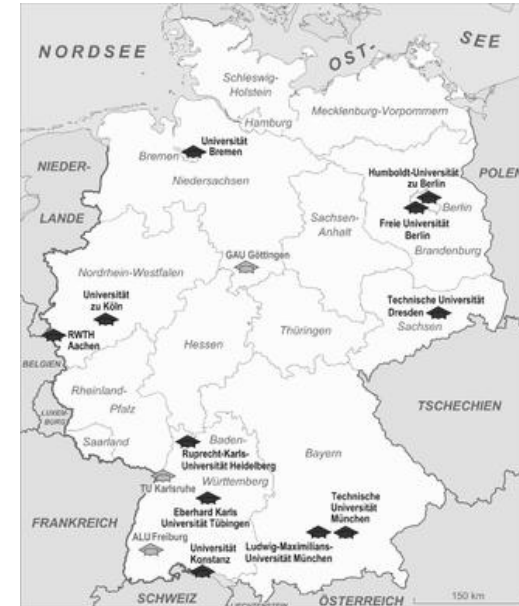 NORDSEE
OST-
SEE
Schleswig-
Holstein
Hamburg
Mecklenburg-Vorpommern
Universität
Bremen
Bremen
Niedersachsen
NIEDER-
LANDE
Humboldt-Universität
zu Berlin
POLEN
Berlin
Freie Universität
Berlin
Sachsen-
Anhalt
Brandenburg
GAU Göttingen
Nordrhein-Westfalen
Universität
zu Köln
RWTH
Aachen
Technische Universität
Dresden
Sachsen
Thüringen
Hessen
BELGIEN
Rheinland-
Pfalz
LUXEM-
BURG
Saarland
TSCHECHIEN
Baden-
Württemberg
Bayern
Ruprecht-Karls-
Universität Heidelberg
TU Karlsruhe
Eberhard Karls
Universität Tübingen
Technische
Universität
München
FRANKREICH
ALU Freiburg
Universität
Konstanz
Ludwig-Maximilians-
Universität München
SCHWEIZ
LIECHTENSTEIN
ÖSTERREICH
150 km